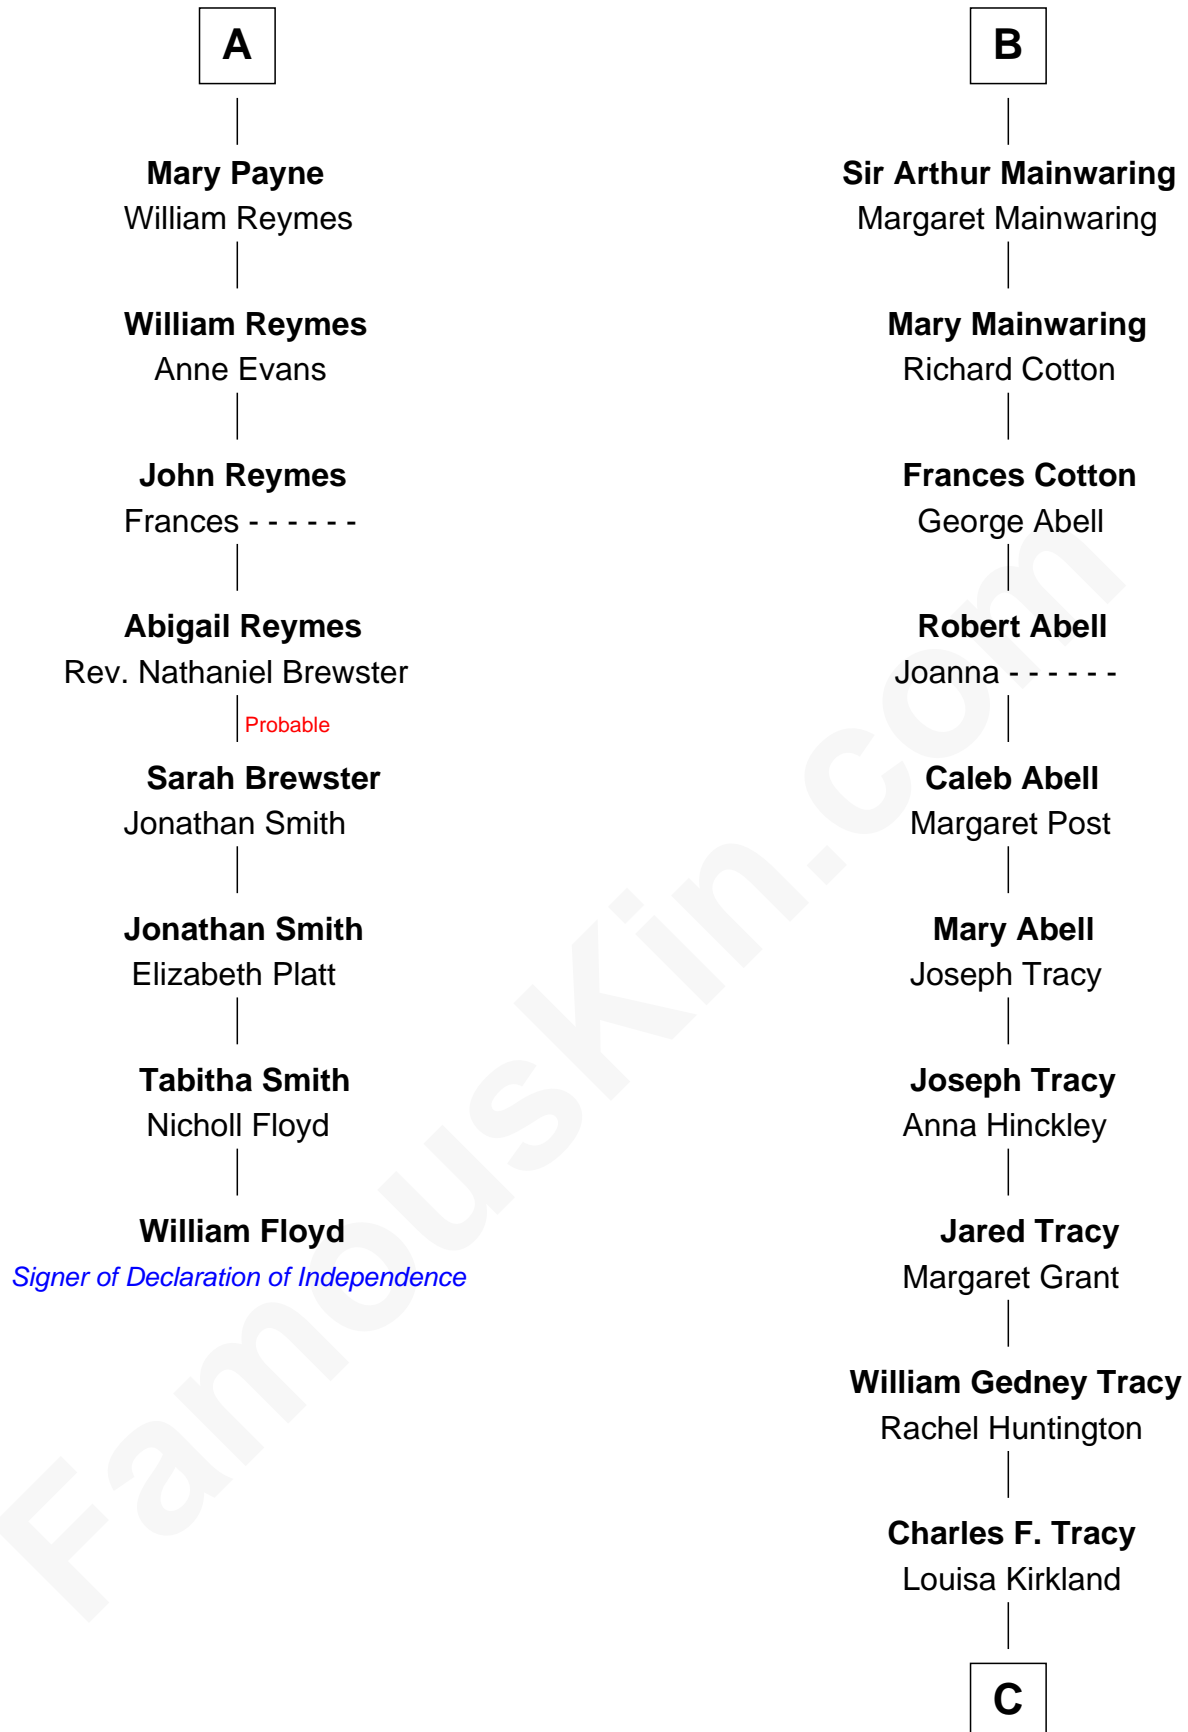 A
Mary Payne
William Reymes
William Reymes
Anne Evans
John Reymes
Frances - - - - - -
Abigail Reymes
Rev. Nathaniel Brewster
Probable
Sarah Brewster
Jonathan Smith
Jonathan Smith
Elizabeth Platt
Tabitha Smith
Nicholl Floyd
William Floyd
Signer of Declaration of Independence
B
Sir Arthur Mainwaring
Margaret Mainwaring
Mary Mainwaring
Richard Cotton
Frances Cotton
George Abell
Robert Abell
Joanna - - - - - -
Caleb Abell
Margaret Post
Mary Abell
Joseph Tracy
Joseph Tracy
Anna Hinckley
Jared Tracy
Margaret Grant
William Gedney Tracy
Rachel Huntington
Charles F. Tracy
Louisa Kirkland
C
FamousKin.com